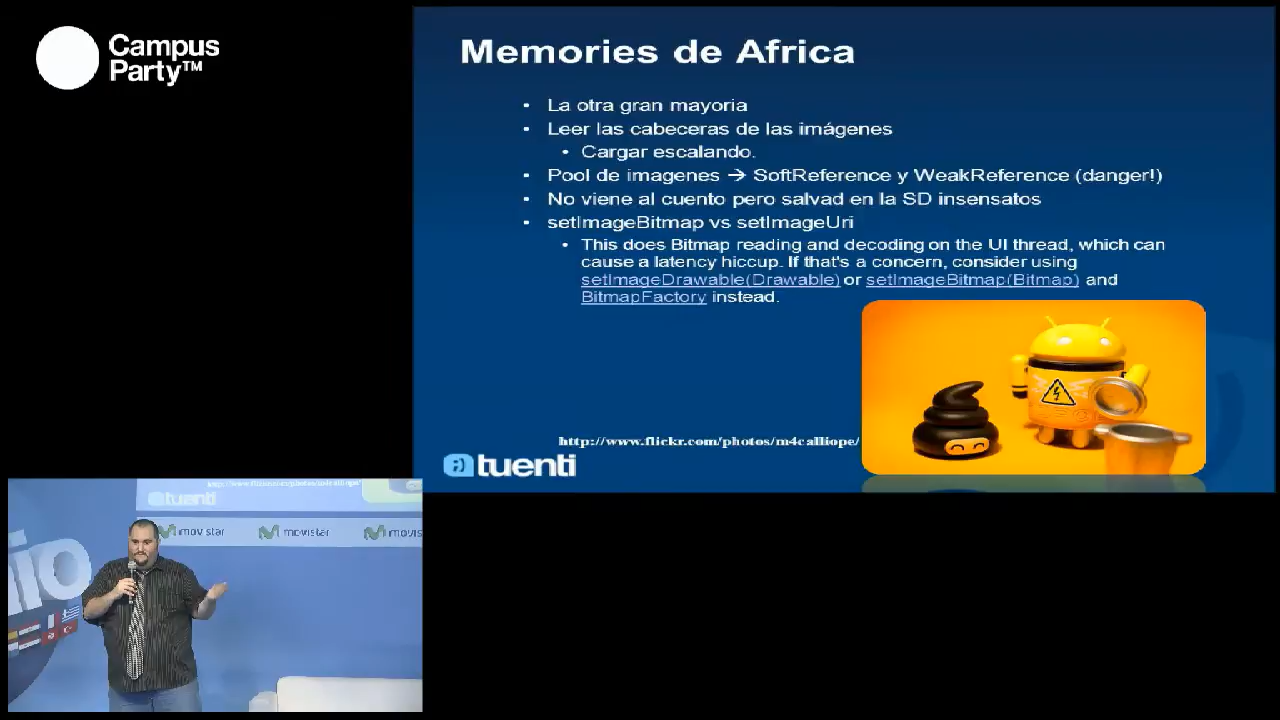 Campus
Party™
Memories de Africa
• La otra gran mayoria
• Leer las cabeceras de las imágenes
• Cargar escalando.
• Pool de imagenes → SoftReference y WeakReference (danger!)
• No viene al cuento pero salvad en la SD insensatos
• setImageBitmap vs setImageUri
• This does Bitmap reading and decoding on the UI thread, which can
cause a latency hiccup. If that's a concern, consider using
setImageDrawable(Drawable) or setImageBitmap(Bitmap) and
BitmapFactory instead.
http://www.flickr.com/photos/m4calliope/
tuenti
tuenti
movistar movistar movis